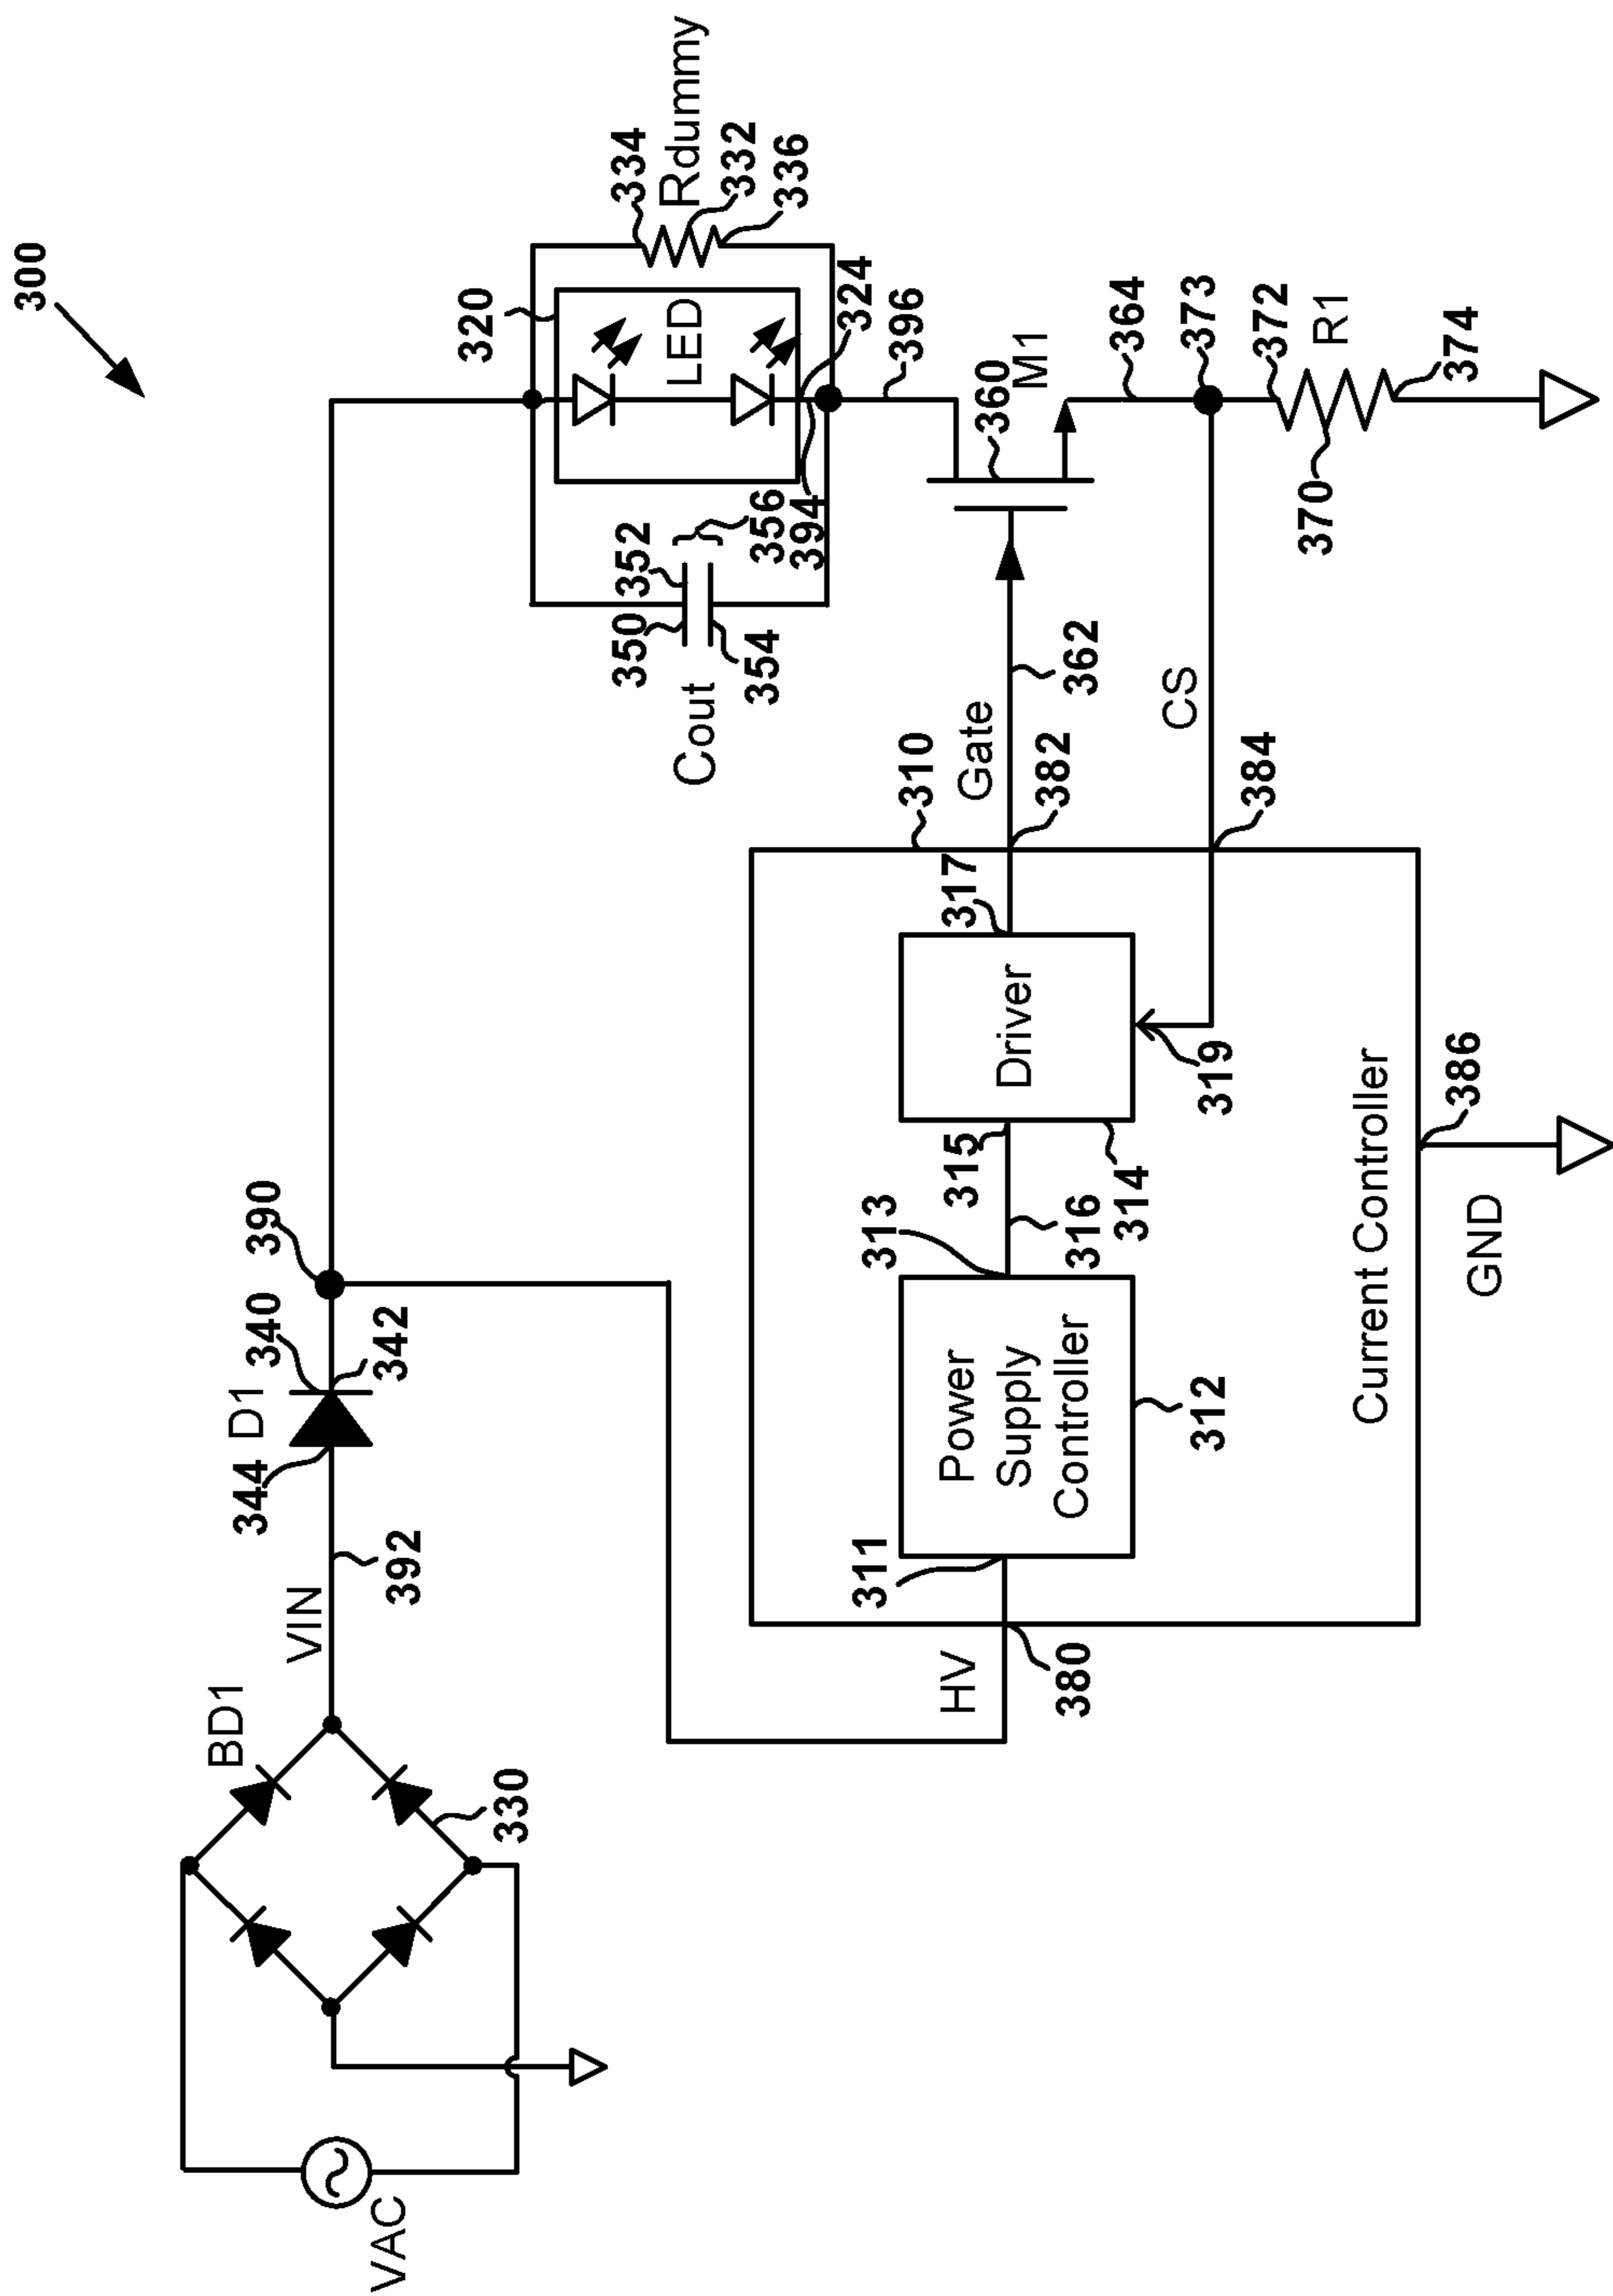 300
VAC
BD1
330
VIN
392
344
D1
340
342
390
320
LED
334
Rdummy
332
336
350
352
356
354
Cout
394
324
396
360
M1
364
373
372
R1
370
374
Gate
362
382
CS
384
310
317
Driver
319
315
316
314
313
Power
Supply
Controller
312
311
HV
380
Current Controller
386
GND